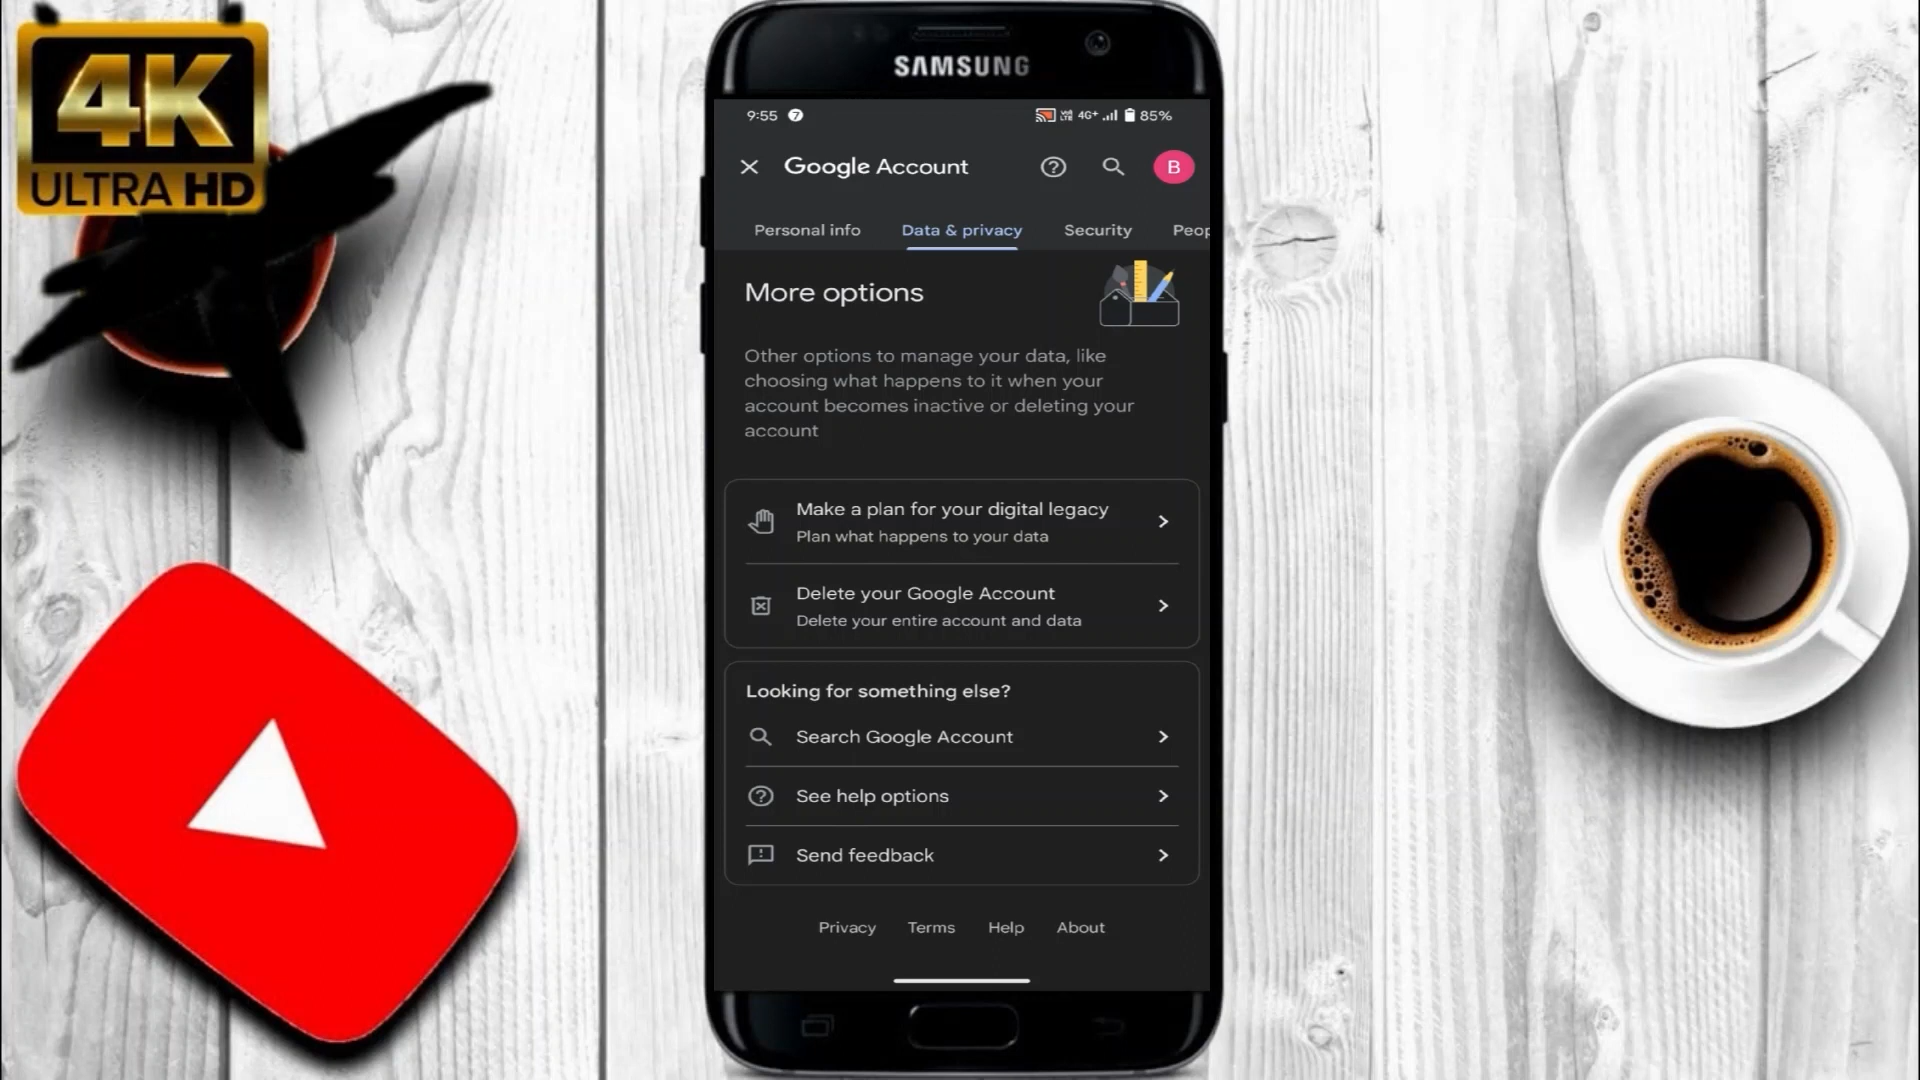 4K
ULTRA HD
SAMSUNG
9:55 7
4G+ 85%
Google Account
B
Personal info Data & privacy Security Peop
More options
Other options to manage your data, like
choosing what happens to it when your
account becomes inactive or deleting your
account
Make a plan for your digital legacy
Plan what happens to your data
Delete your Google Account
Delete your entire account and data
Looking for something else?
Search Google Account
See help options
Send feedback
Privacy Terms Help About